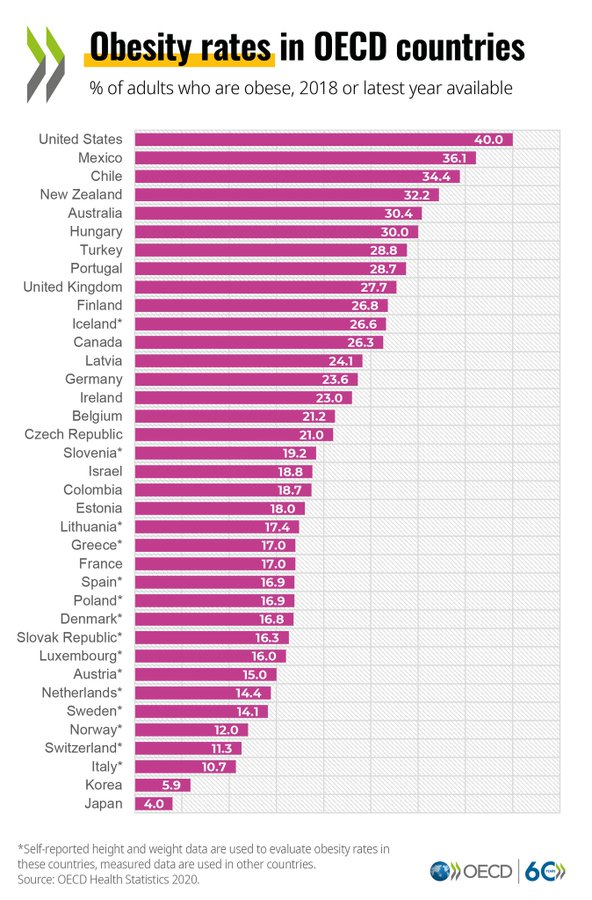 Obesity rates in OECD countries
% of adults who are obese, 2018 or latest year available
United States 40.0
Mexico 36.1
Chile 34.4
New Zealand 32.2
Australia 30.4
Hungary 30.0
Turkey 28.8
Portugal 28.7
United Kingdom 27.7
Finland 26.8
Iceland* 26.6
Canada 26.3
Latvia 24.1
Germany 23.6
Ireland 23.0
Belgium 21.2
Czech Republic 21.0
Slovenia* 19.2
Israel 18.8
Colombia 18.7
Estonia 18.0
Lithuania* 17.4
Greece* 17.0
France 17.0
Spain* 16.9
Poland* 16.9
Denmark* 16.8
Slovak Republic* 16.3
Luxembourg* 16.0
Austria* 15.0
Netherlands* 14.4
Sweden* 14.1
Norway* 12.0
Switzerland* 11.3
Italy* 10.7
Korea 5.9
Japan 4.0
*Self-reported height and weight data are used to evaluate obesity rates in
these countries, measured data are used in other countries.
Source: OECD Health Statistics 2020.
OECD 60 YEARS